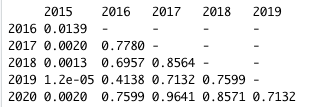 2015 2016 2017 2018 2019
2016 0.0139 - - - -
2017 0.0020 0.7780 - - -
2018 0.0013 0.6957 0.8564 - -
2019 1.2e-05 0.4138 0.7132 0.7599 -
2020 0.0020 0.7599 0.9641 0.8571 0.7132